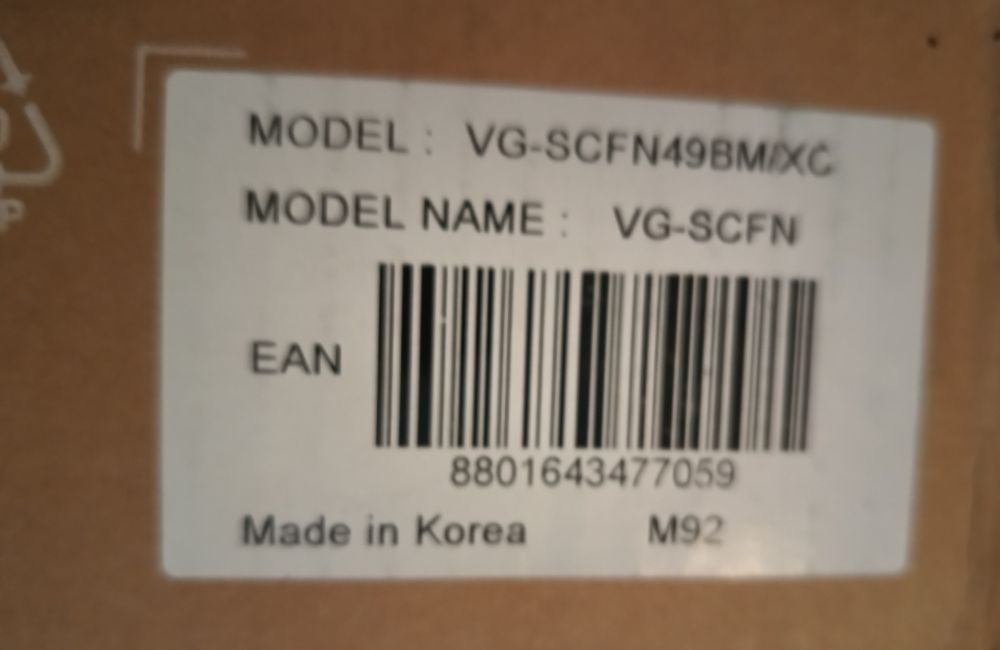 MODEL : VG-SCFN49BM/XC
MODEL NAME : VG-SCFN
EAN
8801643477059
Made in Korea M92